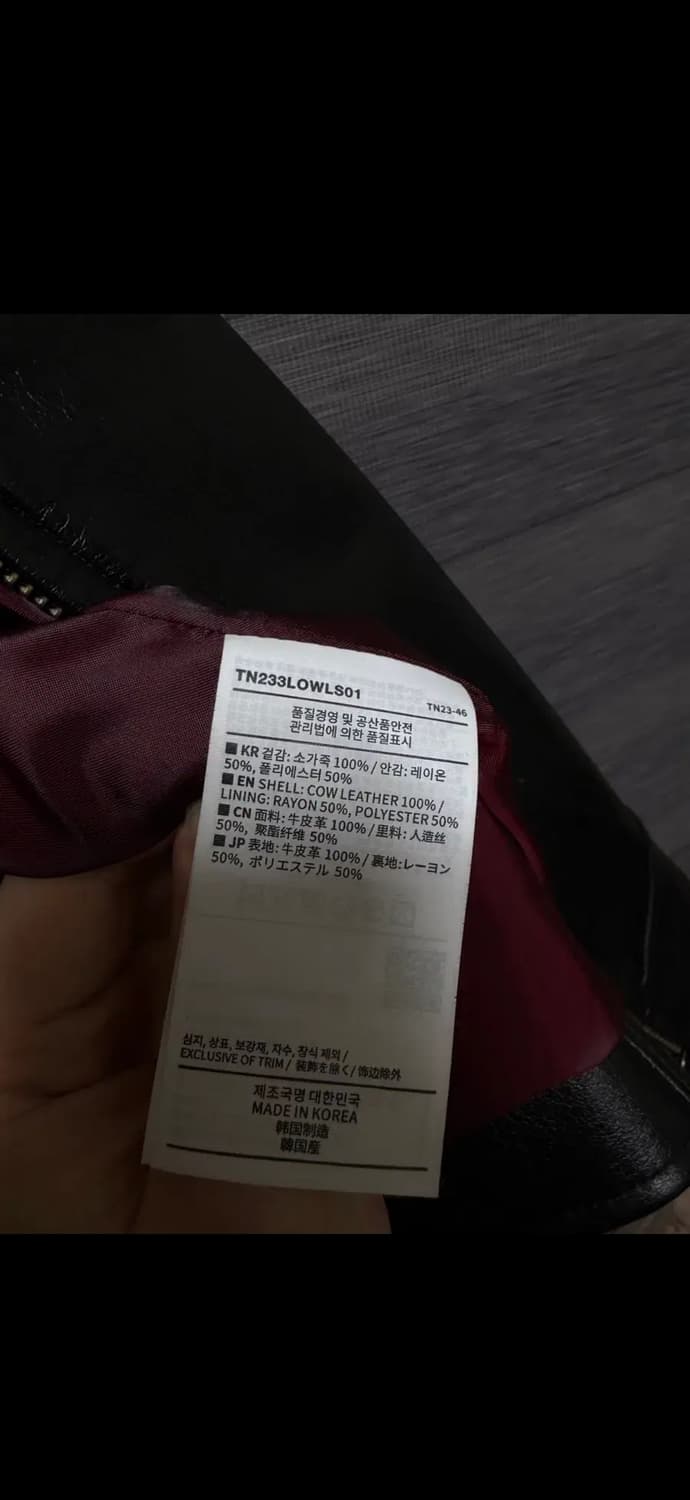 TN233LOWLS01
TN23-46
품질경영 및 공산품안전
관리법에 의한 품질표시
■ KR 겉감: 소가죽 100% / 안감: 레이온
50%, 폴리에스터 50%
■ EN SHELL: COW LEATHER 100% /
LINING: RAYON 50%, POLYESTER 50%
■ CN 面料: 牛皮革 100% / 里料: 人造丝
50%, 聚酯纤维 50%
■ JP 表地: 牛皮革 100% / 裏地:レーヨン
50%, ポリエステル 50%
심지, 상표, 보강재, 자수, 장식 제외 /
EXCLUSIVE OF TRIM / 装飾を除く / 饰边除外
제조국명 대한민국
MADE IN KOREA
韩国制造
韓国産